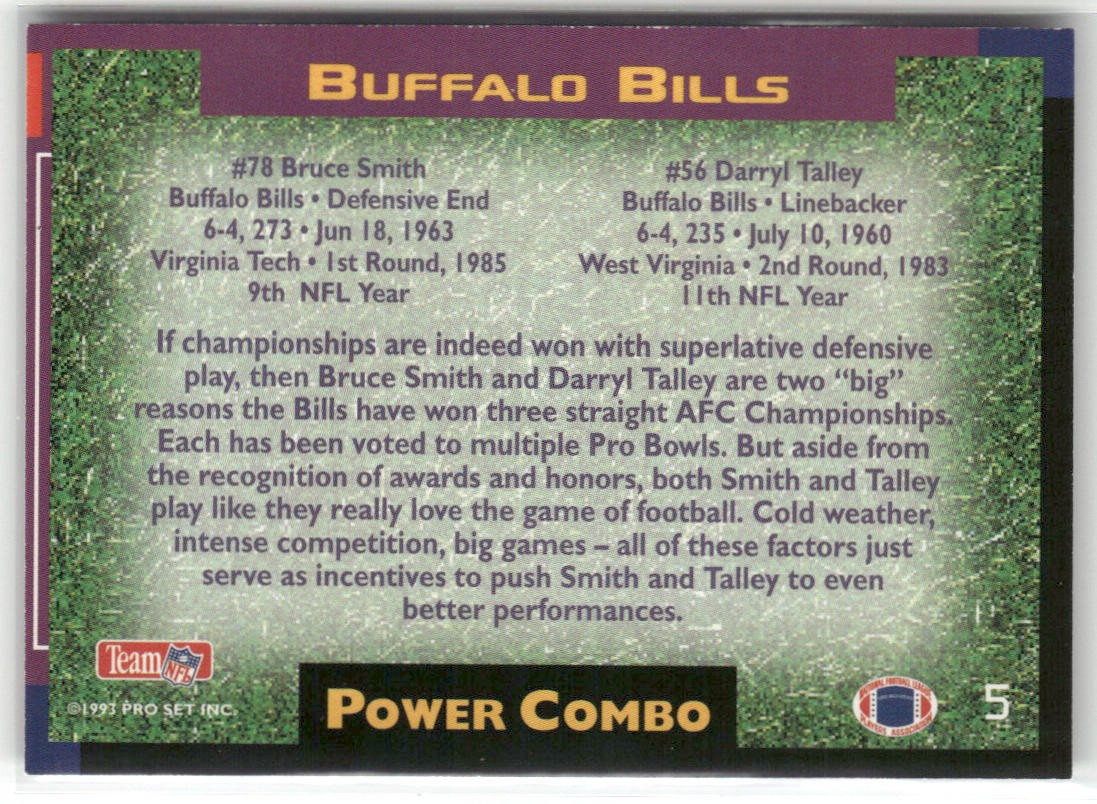 BUFFALO BILLS
#78 Bruce Smith
Buffalo Bills • Defensive End
6-4, 273 • Jun 18, 1963
Virginia Tech • 1st Round, 1985
9th NFL Year
#56 Darryl Talley
Buffalo Bills • Linebacker
6-4, 235 • July 10, 1960
West Virginia • 2nd Round, 1983
11th NFL Year
If championships are indeed won with superlative defensive
play, then Bruce Smith and Darryl Talley are two “big”
reasons the Bills have won three straight AFC Championships.
Each has been voted to multiple Pro Bowls. But aside from
the recognition of awards and honors, both Smith and Talley
play like they really love the game of football. Cold weather,
intense competition, big games – all of these factors just
serve as incentives to push Smith and Talley to even
better performances.
Team NFL
©1993 PRO SET INC.
POWER COMBO
NATIONAL FOOTBALL LEAGUE
PLAYERS ASSOCIATION
5